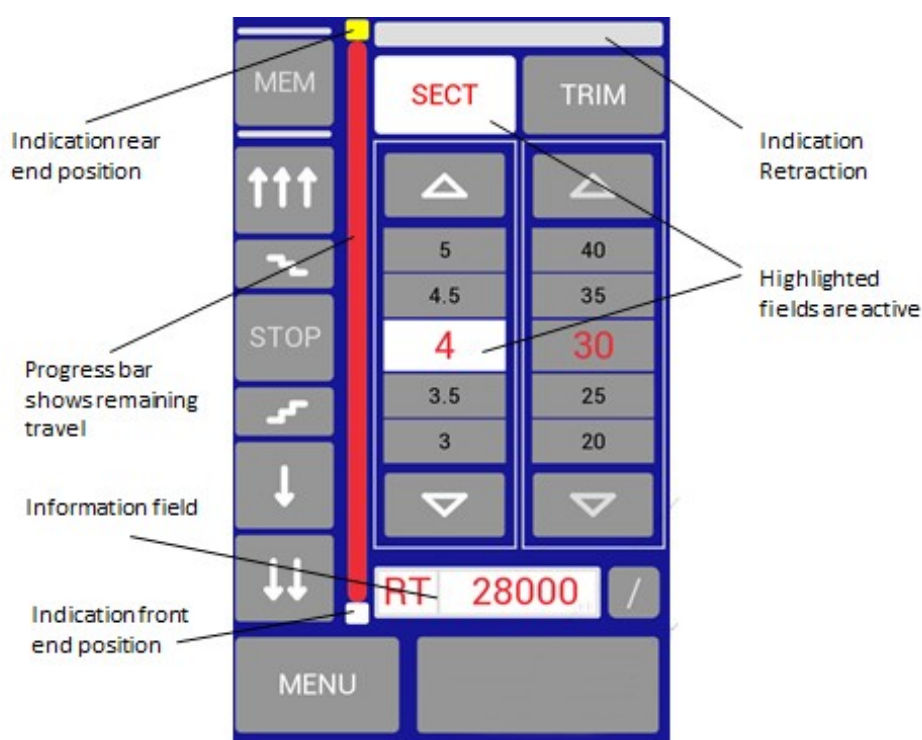 MEM
SECT
TRIM
Indication rear
end position
Indication
Retraction
5
40
4.5
35
Highlighted
fields are active
STOP
4
30
Progress bar
shows remaining
travel
3.5
25
3
20
Information field
RT
28000
/
Indication front
end position
MENU